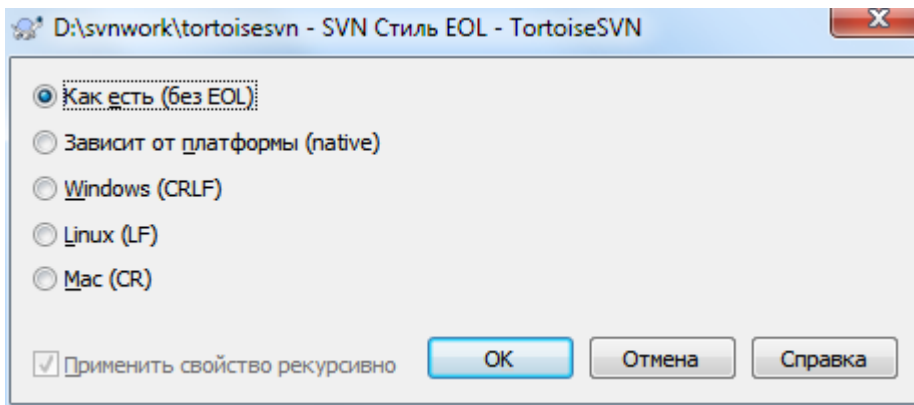 D:\svnwork\tortoisesvn - SVN Стиль EOL - TortoiseSVN
Как есть (без EOL)
Зависит от платформы (native)
Windows (CRLF)
Linux (LF)
Mac (CR)
Применить свойство рекурсивно OK Отмена Справка